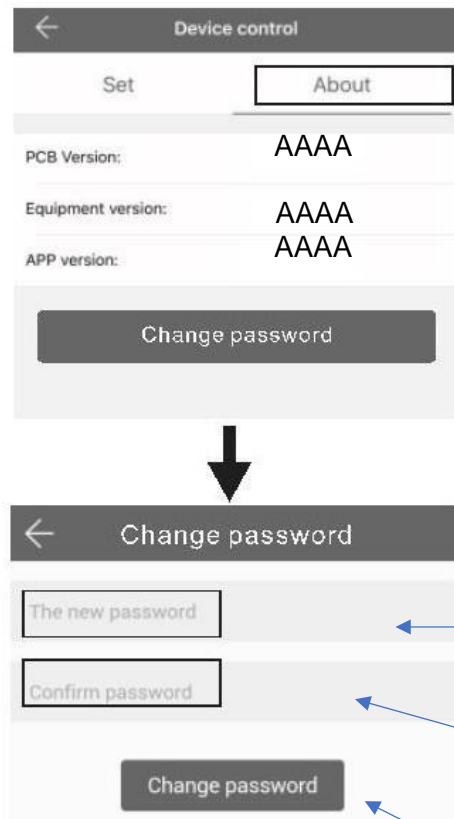 Device control
Set About
PCB Version: AAAA
Equipment version: AAAA
APP version: AAAA
Change password
Change password
The new password
Confirm password
Change password